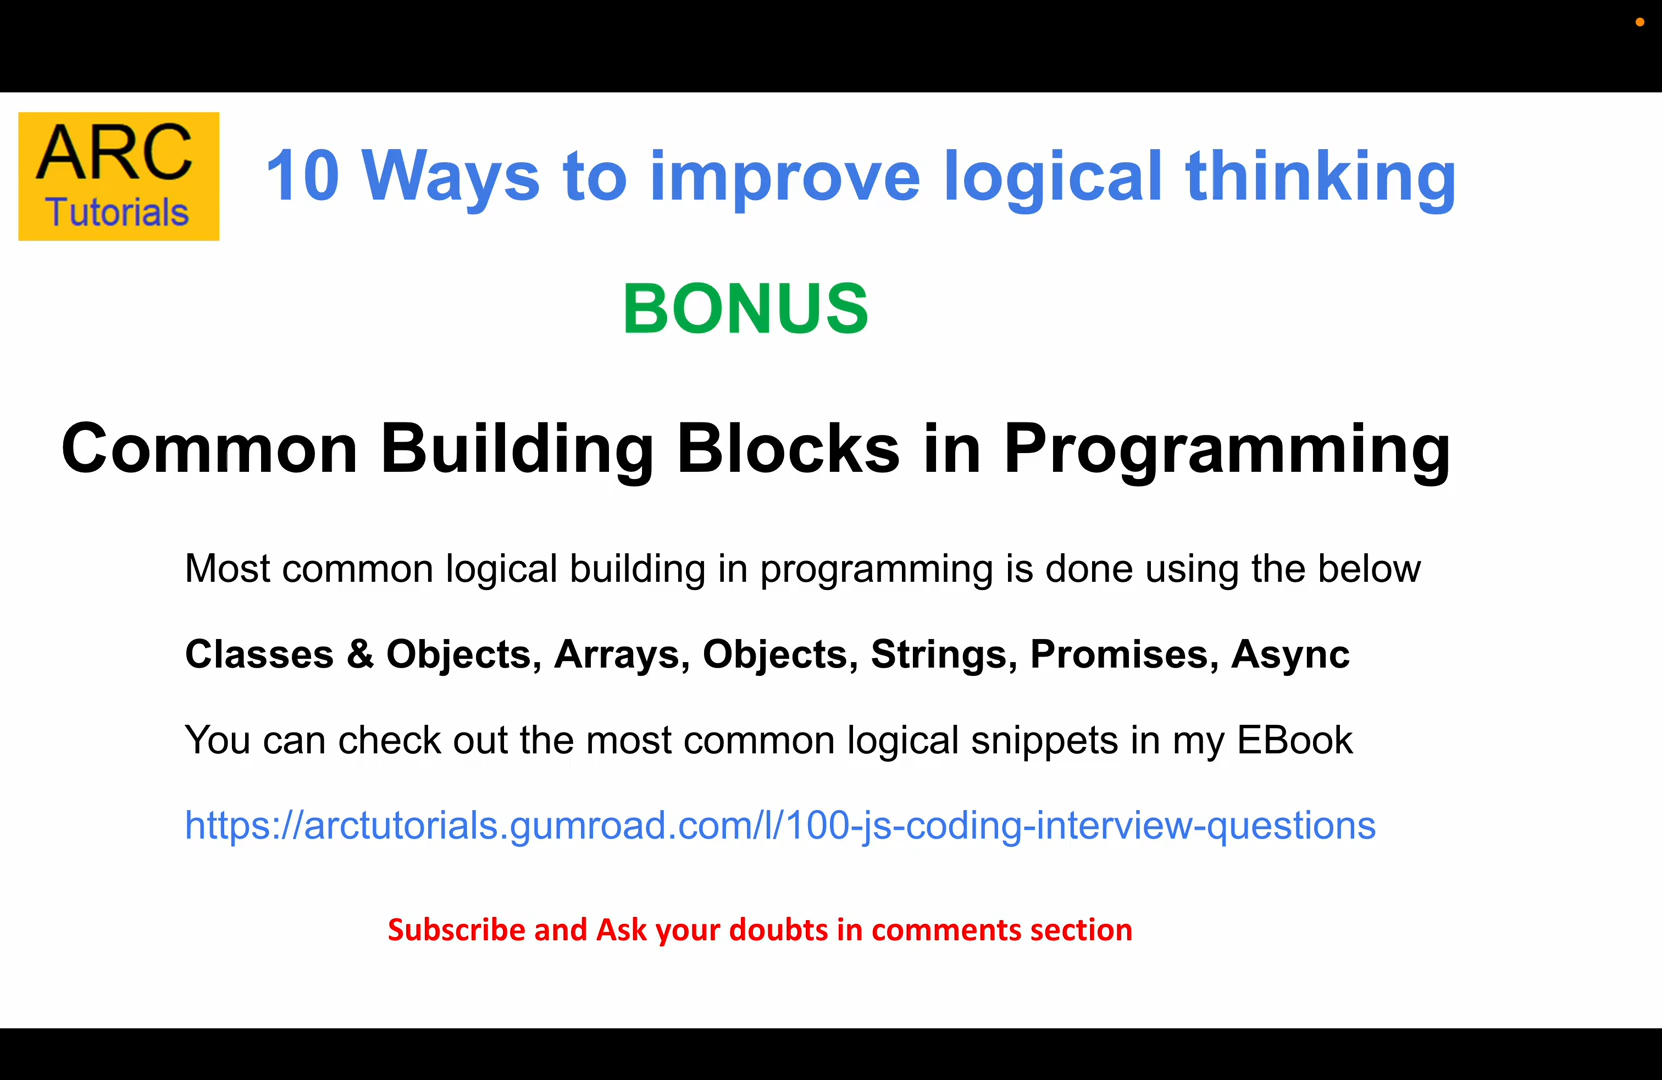 ARC
Tutorials
10 Ways to improve logical thinking
BONUS
Common Building Blocks in Programming
Most common logical building in programming is done using the below
Classes & Objects, Arrays, Objects, Strings, Promises, Async
You can check out the most common logical snippets in my EBook
https://arctutorials.gumroad.com/l/100-js-coding-interview-questions
Subscribe and Ask your doubts in comments section